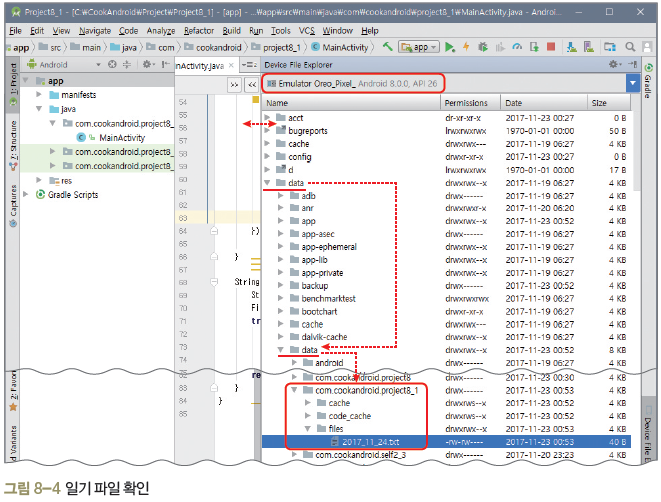 Project8_1 - [C:₩CookAndroid₩Project₩Project8_1] - [app] - ...₩app₩src₩main₩java₩com₩cookandroid₩project8_1₩MainActivity.java - Androi...
File Edit View Navigate Code Analyze Refactor Build Run Tools VCS Window Help
app src main java com cookandroid project8_1 MainActivity app
Android
inActivity.java
Device File Explorer
1: Project
7: Structure
Captures
2: Favor
d Variants
Gradle
Device File E
app
manifests
java
com.cookandroid.project8_
MainActivity
com.cookandroid.project8_
com.cookandroid.project8_
res
Gradle Scripts
54
55
56
57
58
59
60
61
62
63
64 })
65
66 }
67
68 String
69 St
70 Fl
71 tr
72
73
74
82 re
83 }
84 }
85
Emulator Oreo_Pixel_ Android 8.0.0, API 26
Name Permissions Date Size
acct dr-xr-xr-x 2017-11-23 00:27 0 B
bugreports lrwxrwxrwx 1970-01-01 00:00 50 B
cache drwxrwx--- 2017-11-19 06:27 4 KB
config drwxr-xr-x 2017-11-23 00:27 0 B
d lrwxrwxrwx 1970-01-01 00:00 17 B
data drwxrwx--x 2017-11-19 06:27 4 KB
adb drwx------ 2017-11-19 06:27 4 KB
anr drwxrwxr-x 2017-11-20 06:20 4 KB
app drwxrwx--x 2017-11-23 00:52 4 KB
app-asec drwx------ 2017-11-19 06:27 4 KB
app-ephemeral drwxrwx--x 2017-11-19 06:27 4 KB
app-lib drwxrwx--x 2017-11-19 06:27 4 KB
app-private drwxrwx--x 2017-11-19 06:27 4 KB
backup drwx------ 2017-11-23 00:52 4 KB
benchmarktest drwxrwxrwx 2017-11-19 06:27 4 KB
bootchart drwxr-xr-x 2017-11-19 06:27 4 KB
cache drwxrwx--- 2017-11-19 06:27 4 KB
dalvik-cache drwxrwx--x 2017-11-19 06:27 4 KB
data drwxrwx--x 2017-11-23 00:52 8 KB
android drwx------ 2017-11-19 06:27 4 KB
com.cookandroid.project8 drwx------ 2017-11-23 00:30 4 KB
com.cookandroid.project8_1 drwx------ 2017-11-23 00:53 4 KB
cache drwxrws--x 2017-11-23 00:52 4 KB
code_cache drwxrws--x 2017-11-23 00:52 4 KB
files drwxrwx--x 2017-11-23 00:53 4 KB
2017_11_24.txt -rw-rw---- 2017-11-23 00:53 40 B
com.cookandroid.self2_3 drwx------ 2017-11-20 23:23 4 KB
그림 8-4 일기 파일 확인